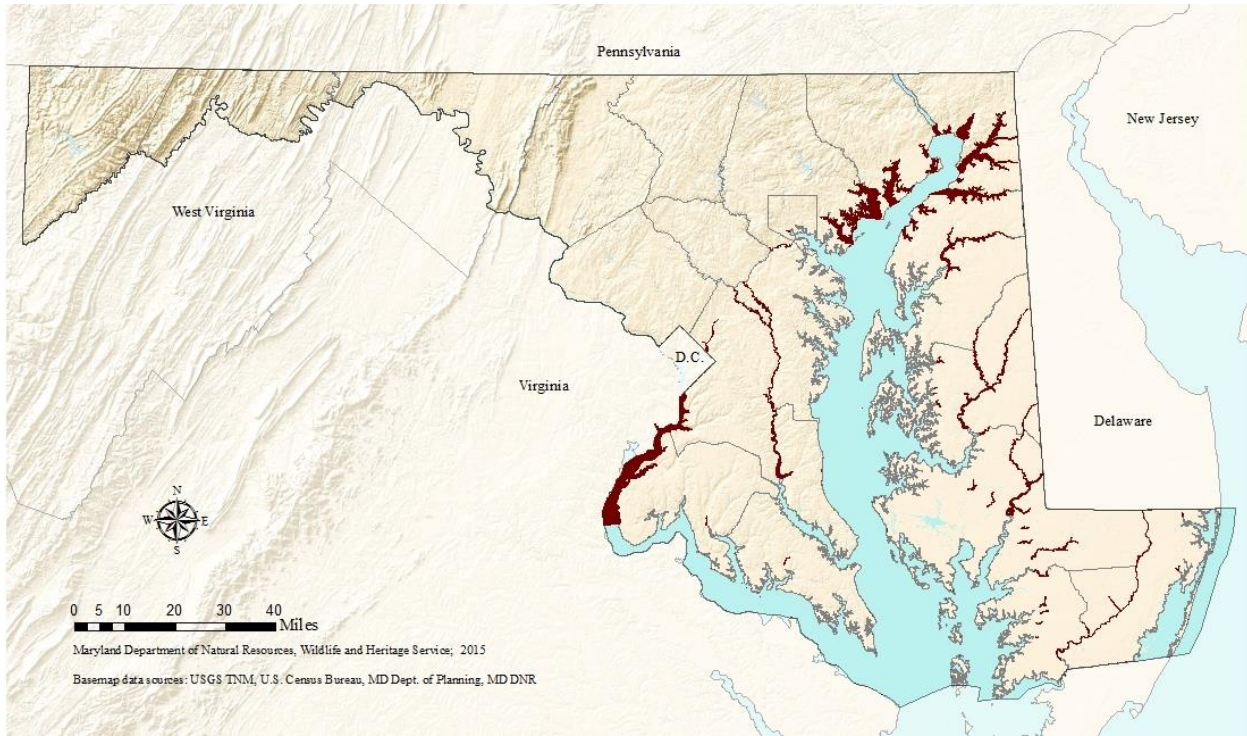 Pennsylvania
New Jersey
West Virginia
D.C.
Virginia
Delaware
N
W E
S
0 5 10 20 30 40
Miles
Maryland Department of Natural Resources, Wildlife and Heritage Service; 2015
Basemap data sources: USGS TNM, U.S. Census Bureau, MD Dept. of Planning, MD DNR